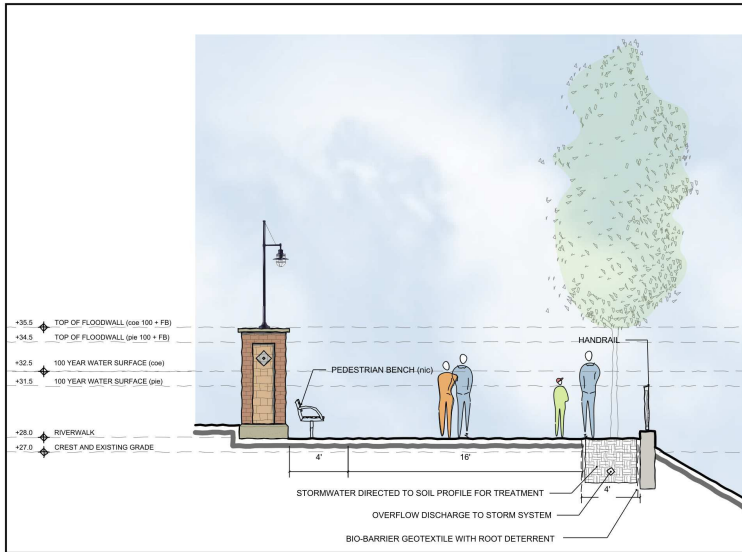 +35.5 TOP OF FLOODWALL (coe 100 + FB)
+34.5 TOP OF FLOODWALL (pie 100 + FB)
HANDRAIL
+32.5 100 YEAR WATER SURFACE (coe)
PEDESTRIAN BENCH (nic)
+31.5 100 YEAR WATER SURFACE (pie)
+28.0 RIVERWALK
+27.0 CREST AND EXISTING GRADE
4' 16'
STORMWATER DIRECTED TO SOIL PROFILE FOR TREATMENT
4'
OVERFLOW DISCHARGE TO STORM SYSTEM
BIO-BARRIER GEOTEXTILE WITH ROOT DETERRENT